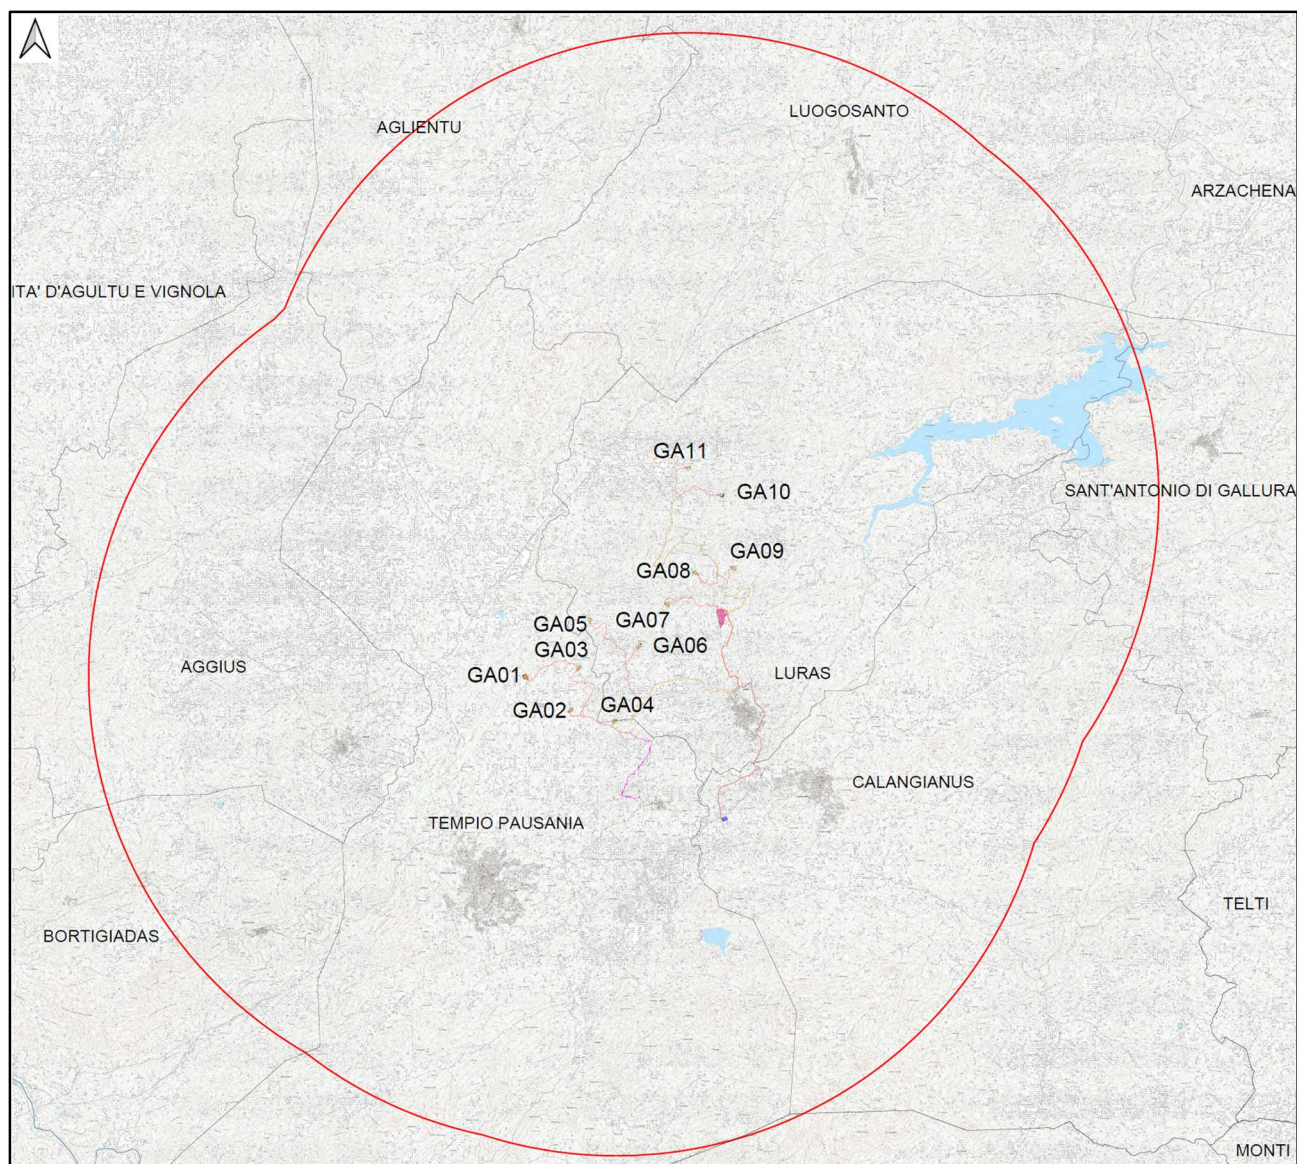 LUOGOSANTO
AGLIENTU
ARZACHENA
ITA' D'AGULTU E VIGNOLA
GA11
GA10
SANT'ANTONIO DI GALLURA
GA09
GA08
GA07
GA05
GA06
GA03
AGGIUS
GA01
LURAS
GA04
GA02
CALANGIANUS
TEMPIO PAUSANIA
TELTI
BORTIGIADAS
MONTI